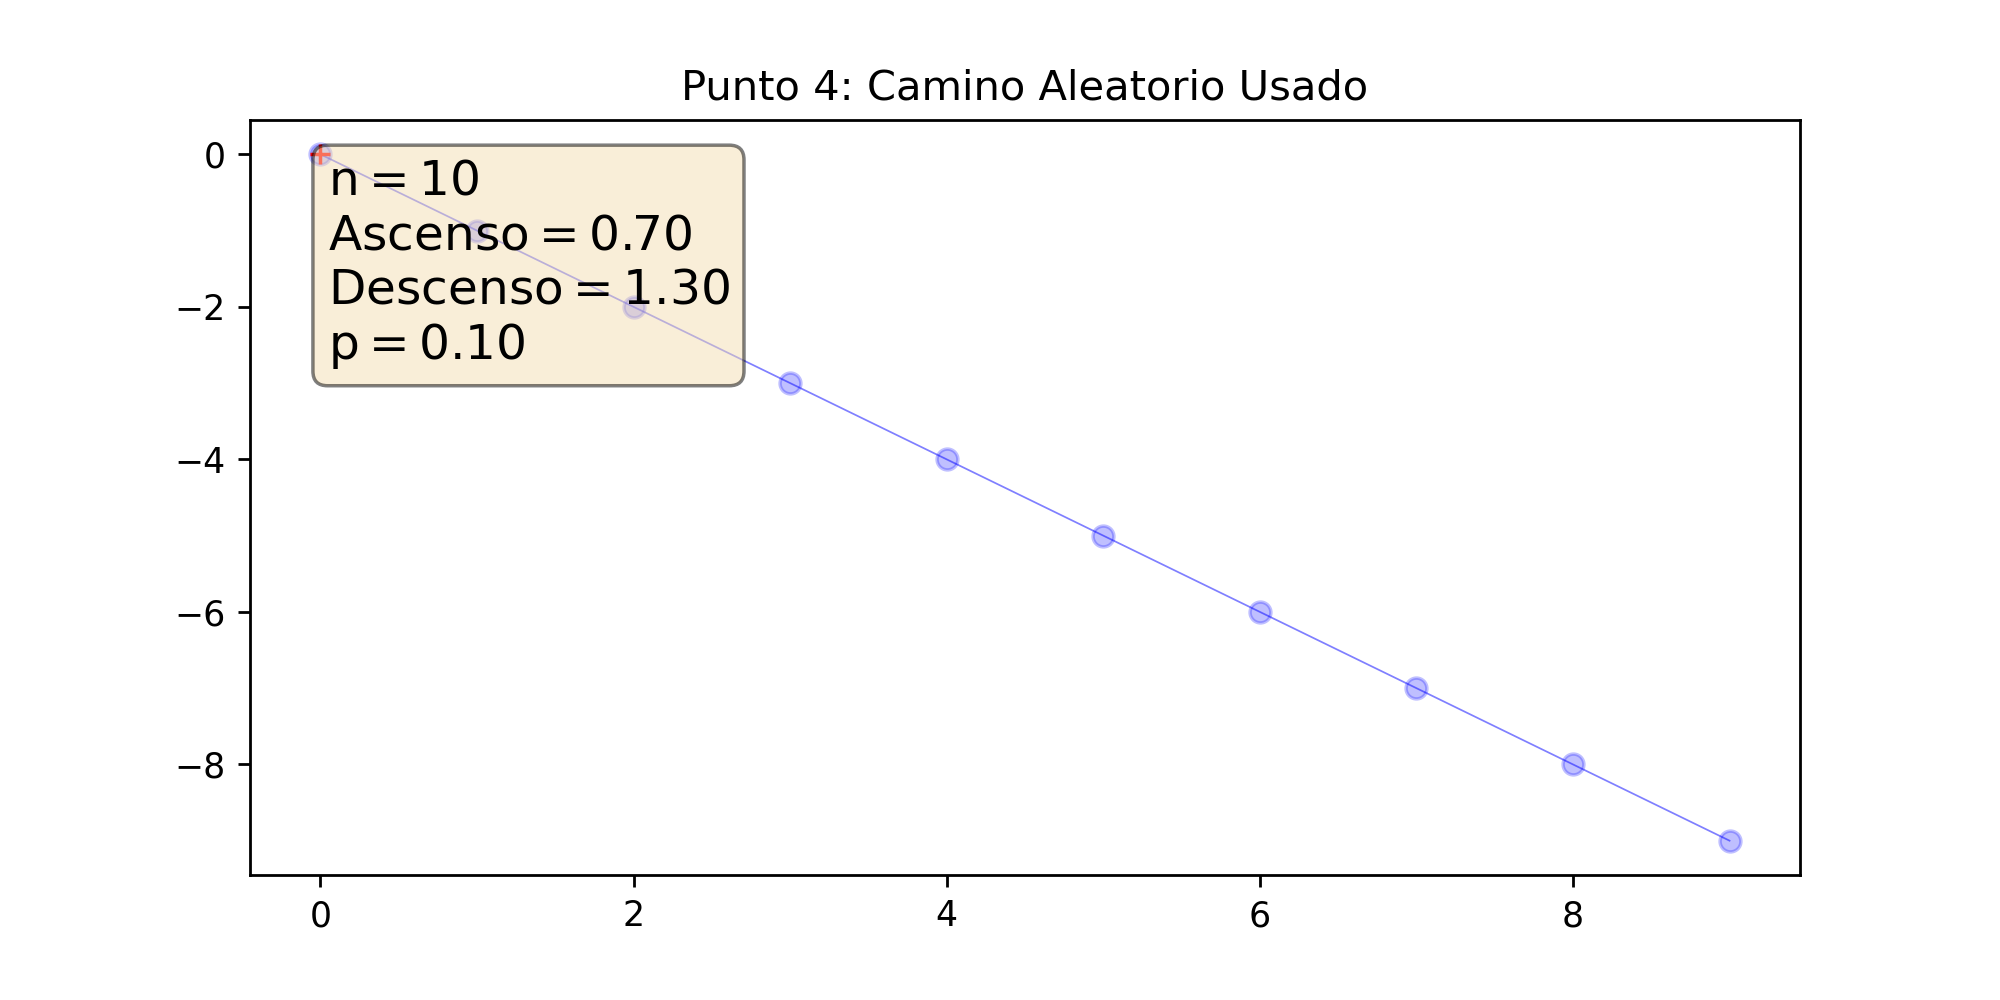 Punto 4: Camino Aleatorio Usado
n = 10
Ascenso = 0.70
Descenso = 1.30
p = 0.10
0
−2
−4
−6
−8
0 2 4 6 8